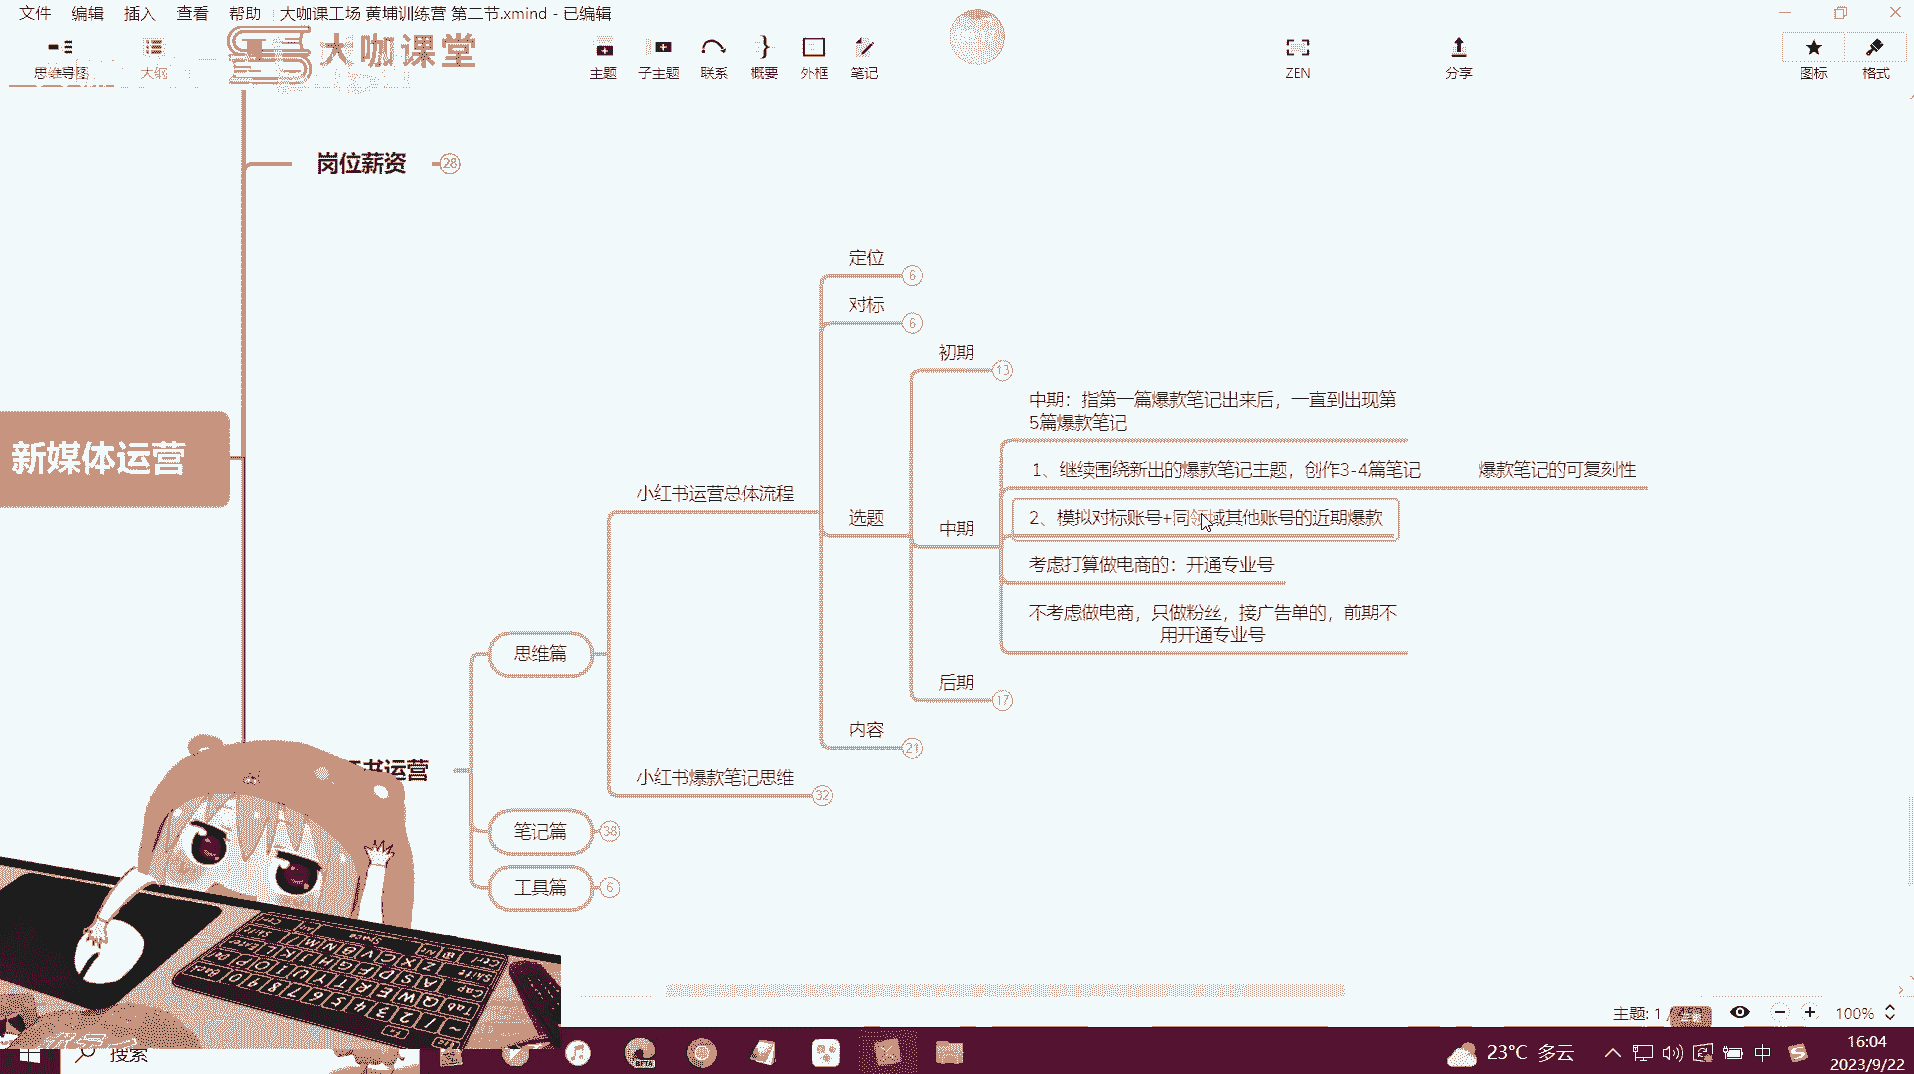 文件 编辑 插入 查看 帮助 大咖课工场 黄埔训练营 第二节.xmind - 已编辑
大咖课堂
思维导图 大纲 主题 子主题 联系 概要 外框 笔记 ZEN 分享 图标 格式
岗位薪资 28
定位 6
对标 6
初期 13
中期：指第一篇爆款笔记出来后，一直到出现第
5篇爆款笔记
1、继续围绕新出的爆款笔记主题，创作3-4篇笔记 爆款笔记的可复刻性
新媒体运营
小红书运营总体流程
选题
中期
2、模拟对标账号+同领域其他账号的近期爆款
考虑打算做电商的：开通专业号
不考虑做电商，只做粉丝，接广告单的，前期不
用开通专业号
思维篇
后期 17
内容 21
书运营
小红书爆款笔记思维 32
笔记篇 38
工具篇 6
主题: 1 /
100%
搜索
BETA
23°C 多云
中
16:04
2023/9/22